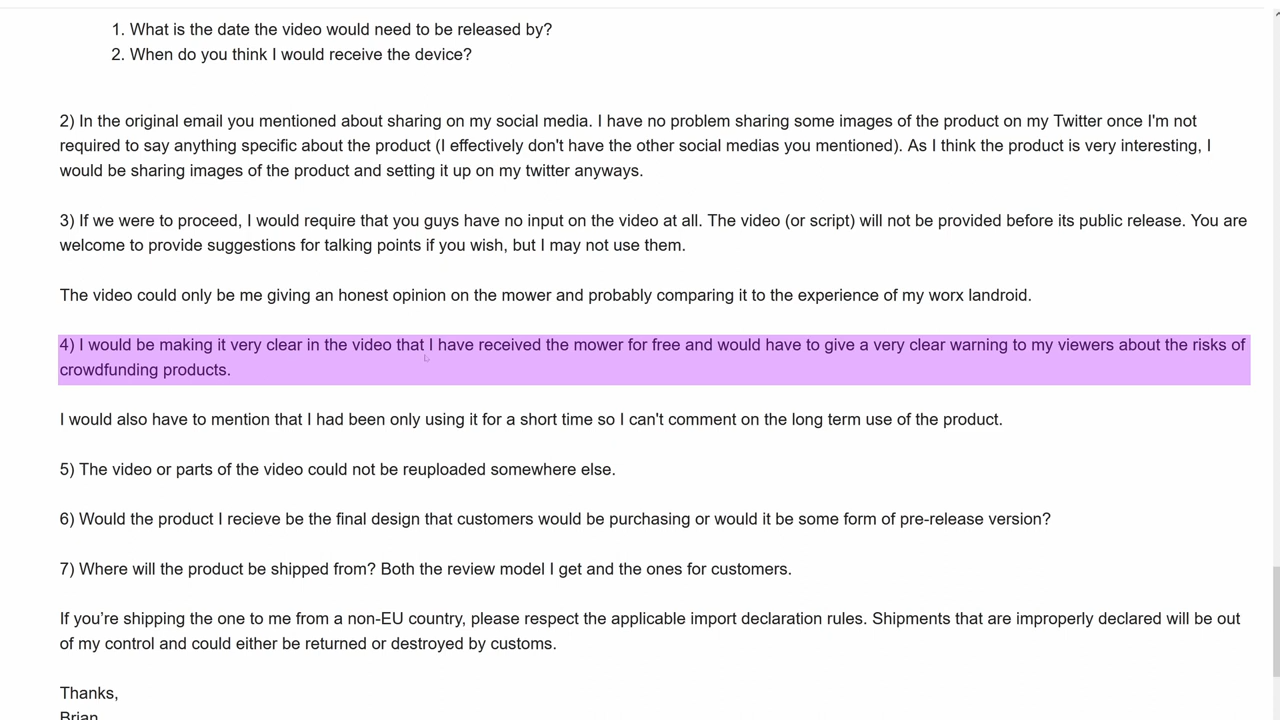 1. What is the date the video would need to be released by?
2. When do you think I would receive the device?
2) In the original email you mentioned about sharing on my social media. I have no problem sharing some images of the product on my Twitter once I'm not
required to say anything specific about the product (I effectively don't have the other social medias you mentioned). As I think the product is very interesting, I
would be sharing images of the product and setting it up on my twitter anyways.
3) If we were to proceed, I would require that you guys have no input on the video at all. The video (or script) will not be provided before its public release. You are
welcome to provide suggestions for talking points if you wish, but I may not use them.
The video could only be me giving an honest opinion on the mower and probably comparing it to the experience of my worx landroid.
4) I would be making it very clear in the video that I have received the mower for free and would have to give a very clear warning to my viewers about the risks of
crowdfunding products.
I would also have to mention that I had been only using it for a short time so I can't comment on the long term use of the product.
5) The video or parts of the video could not be reuploaded somewhere else.
6) Would the product I recieve be the final design that customers would be purchasing or would it be some form of pre-release version?
7) Where will the product be shipped from? Both the review model I get and the ones for customers.
If you’re shipping the one to me from a non-EU country, please respect the applicable import declaration rules. Shipments that are improperly declared will be out
of my control and could either be returned or destroyed by customs.
Thanks,
Brian